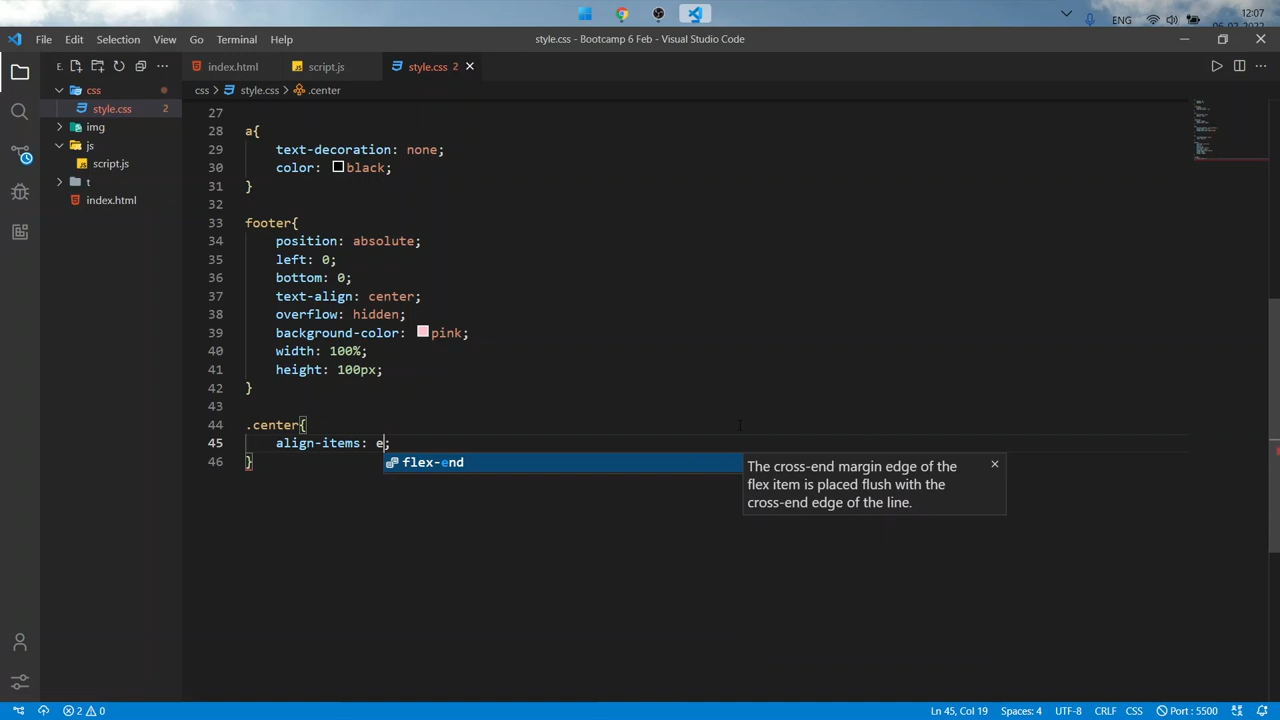 ENG
12:07
File Edit Selection View Go Terminal Help
style.css - Bootcamp 6 Feb - Visual Studio Code
E.
index.html
script.js
style.css 2
css
style.css 2
img
js
script.js
t
index.html
css > style.css > .center
27
28 a{
29 text-decoration: none;
30 color: black;
31 }
32
33 footer{
34 position: absolute;
35 left: 0;
36 bottom: 0;
37 text-align: center;
38 overflow: hidden;
39 background-color: pink;
40 width: 100%;
41 height: 100px;
42 }
43
44 .center{
45 align-items: e;
46 }
flex-end
The cross-end margin edge of the
flex item is placed flush with the
cross-end edge of the line.
2 0
Ln 45, Col 19 Spaces: 4 UTF-8 CRLF CSS Port : 5500